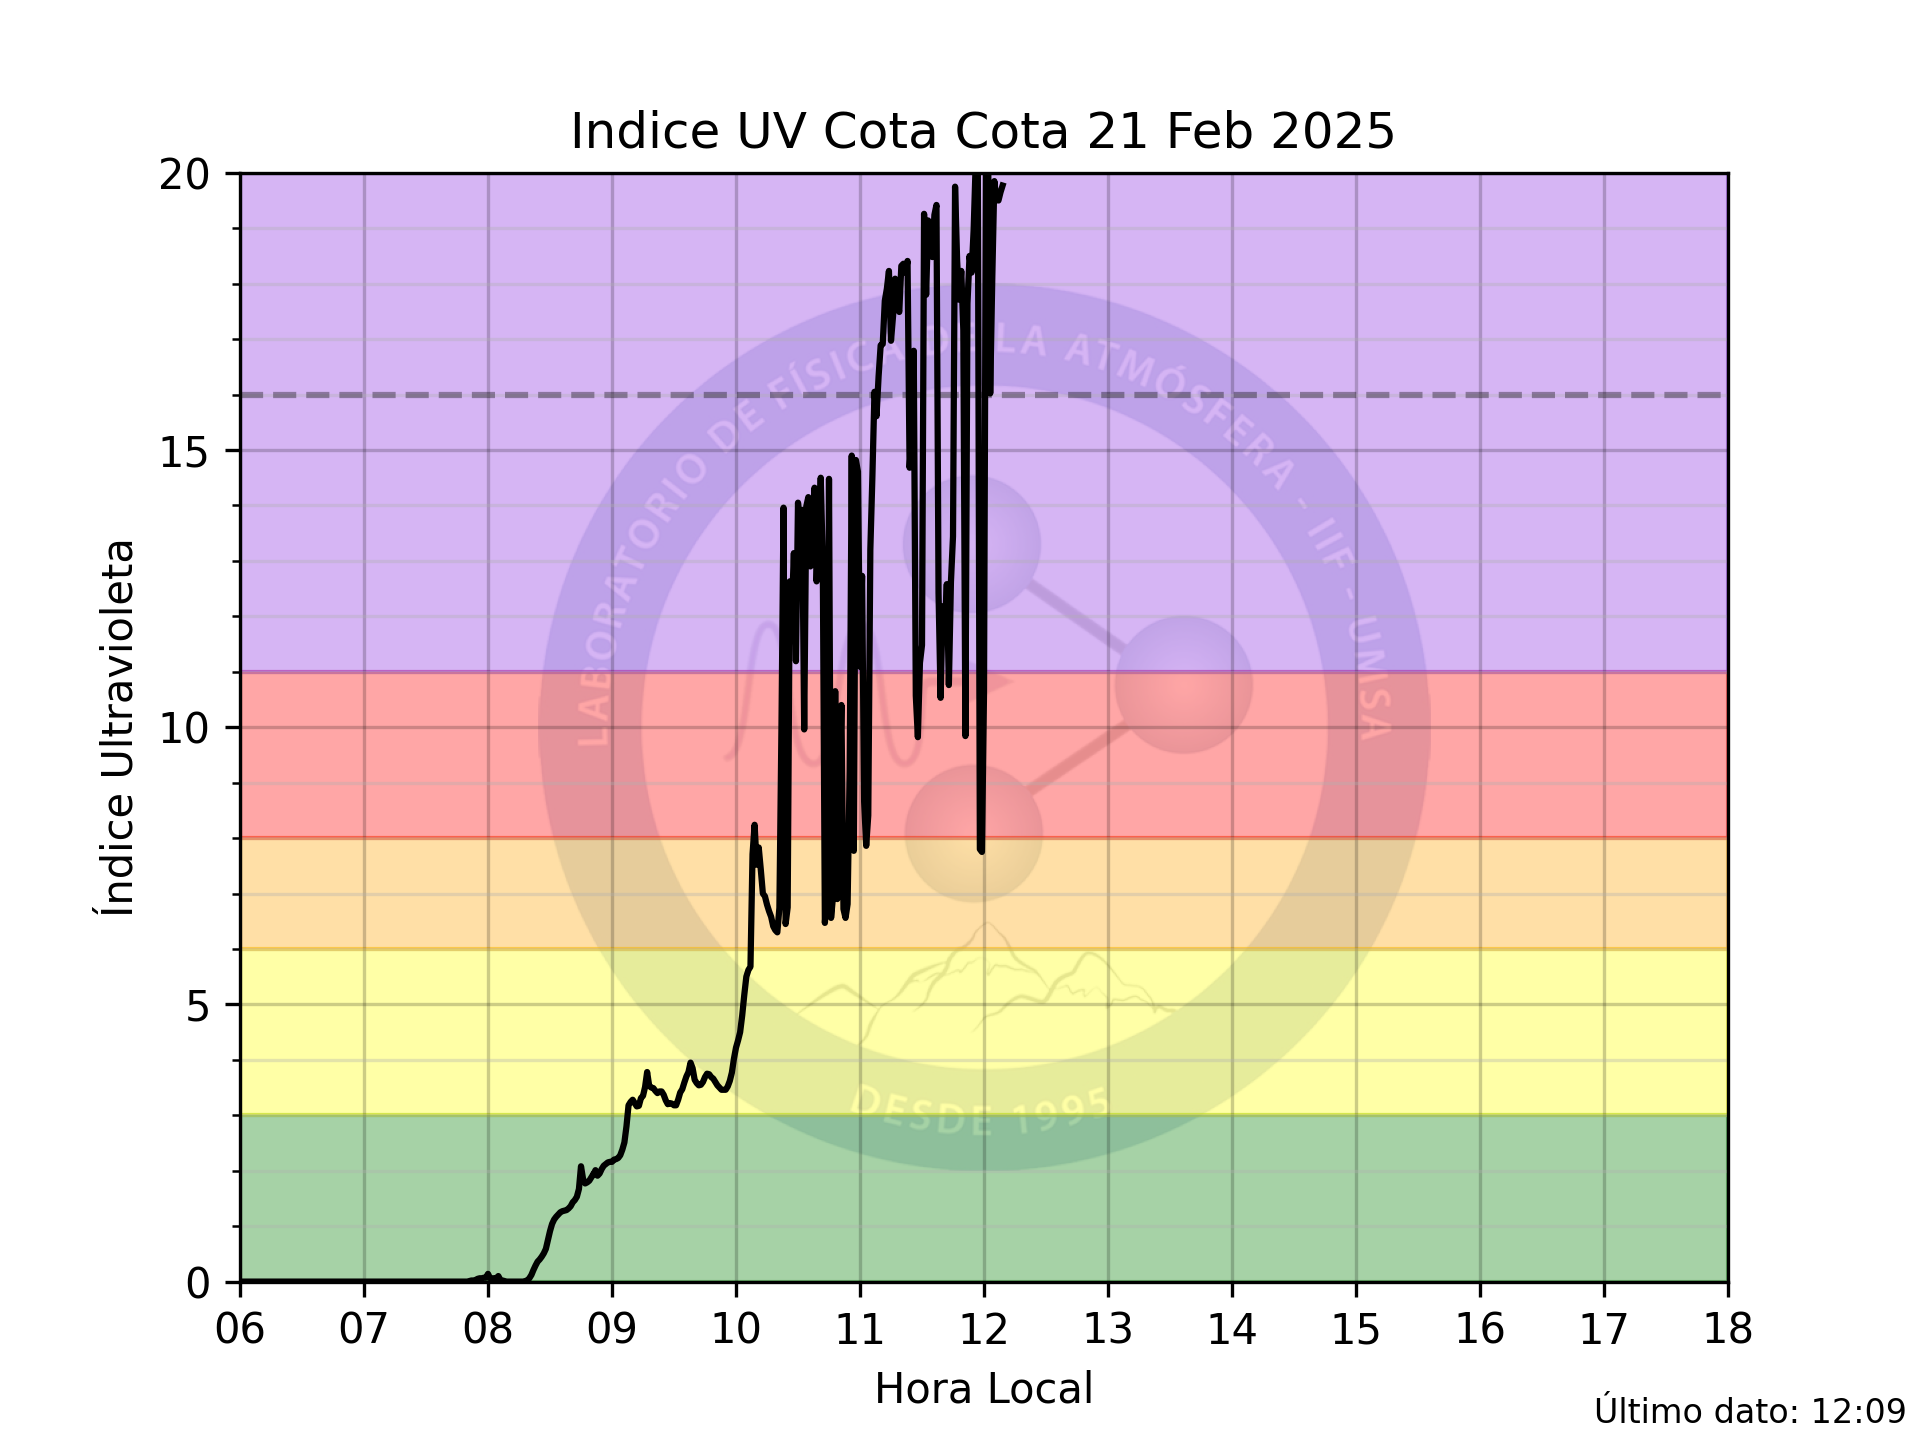 Indice UV Cota Cota 21 Feb 2025
20
15
10
5
0
Índice Ultravioleta
LABORATORIO DE FÍSICA DE LA ATMÓSFERA - IIF - UMSA
DESDE 1995
06 07 08 09 10 11 12 13 14 15 16 17 18
Hora Local
Último dato: 12:09